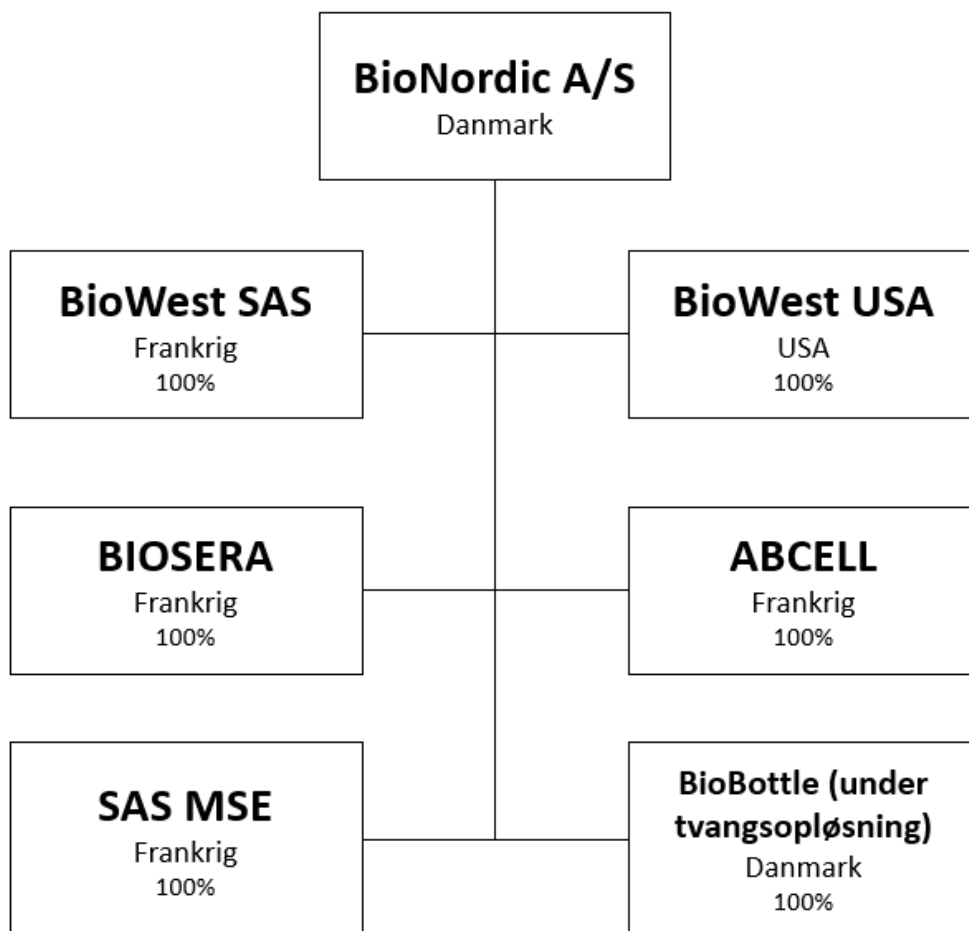 BioNordic A/S
Danmark
BioWest SAS
Frankrig
100%
BioWest USA
USA
100%
BIOSERA
Frankrig
100%
ABCELL
Frankrig
100%
SAS MSE
Frankrig
100%
BioBottle (under
tvangsopløsning)
Danmark
100%